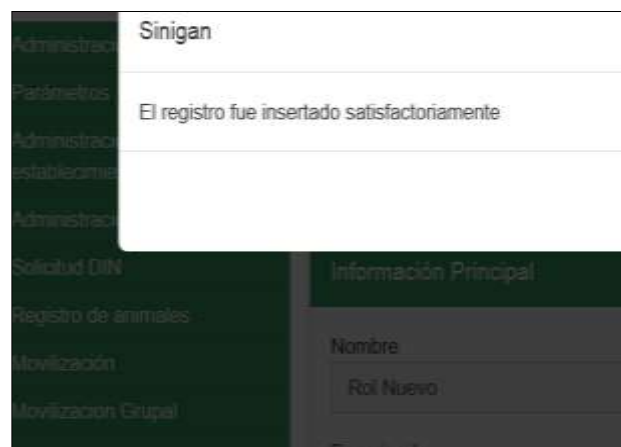 Sinigan
El registro fue insertado satisfactoriamente
Parámetros
Solicitud DIN
Registro de animales
Movilización
Movilizacion Grupal
Información Principal
Nombre
Rol Nuevo